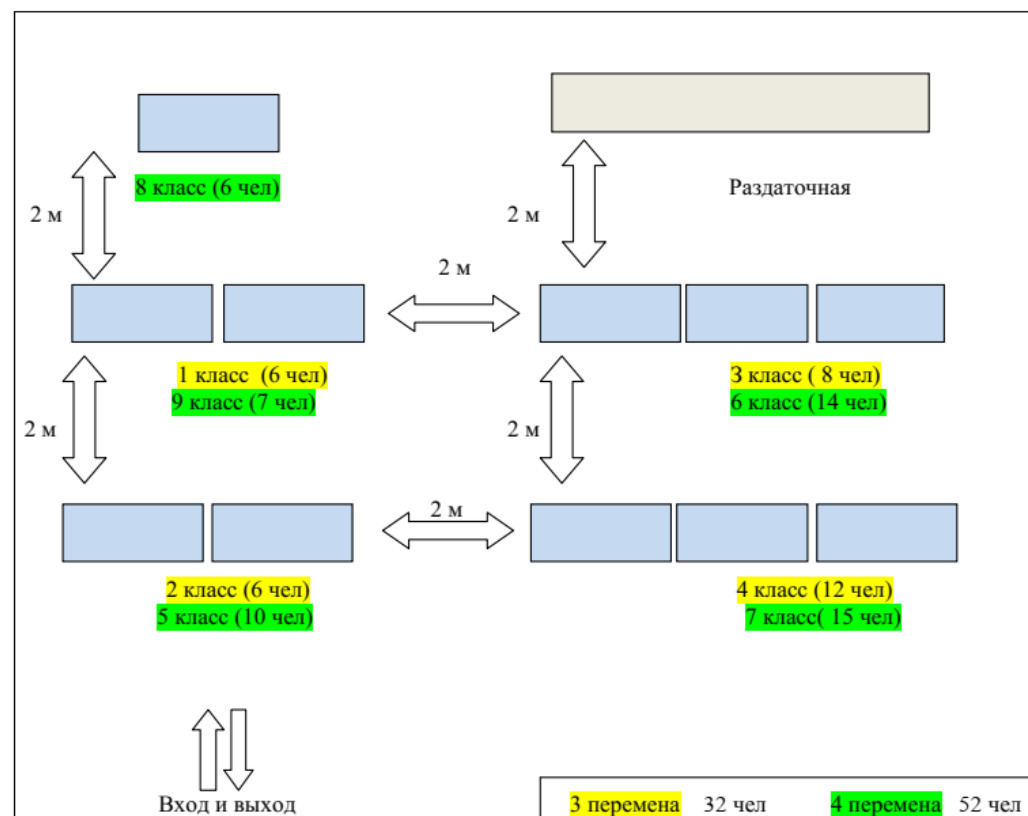 8 класс (6 чел)
Раздаточная
2 м
2 м
2 м
1 класс  (6 чел)
9 класс (7 чел)
3 класс ( 8 чел)
6 класс (14 чел)
2 м
2 м
2 м
2 класс (6 чел)
5 класс (10 чел)
4 класс (12 чел)
7 класс( 15 чел)
Вход и выход
3 перемена 32 чел 4 перемена 52 чел